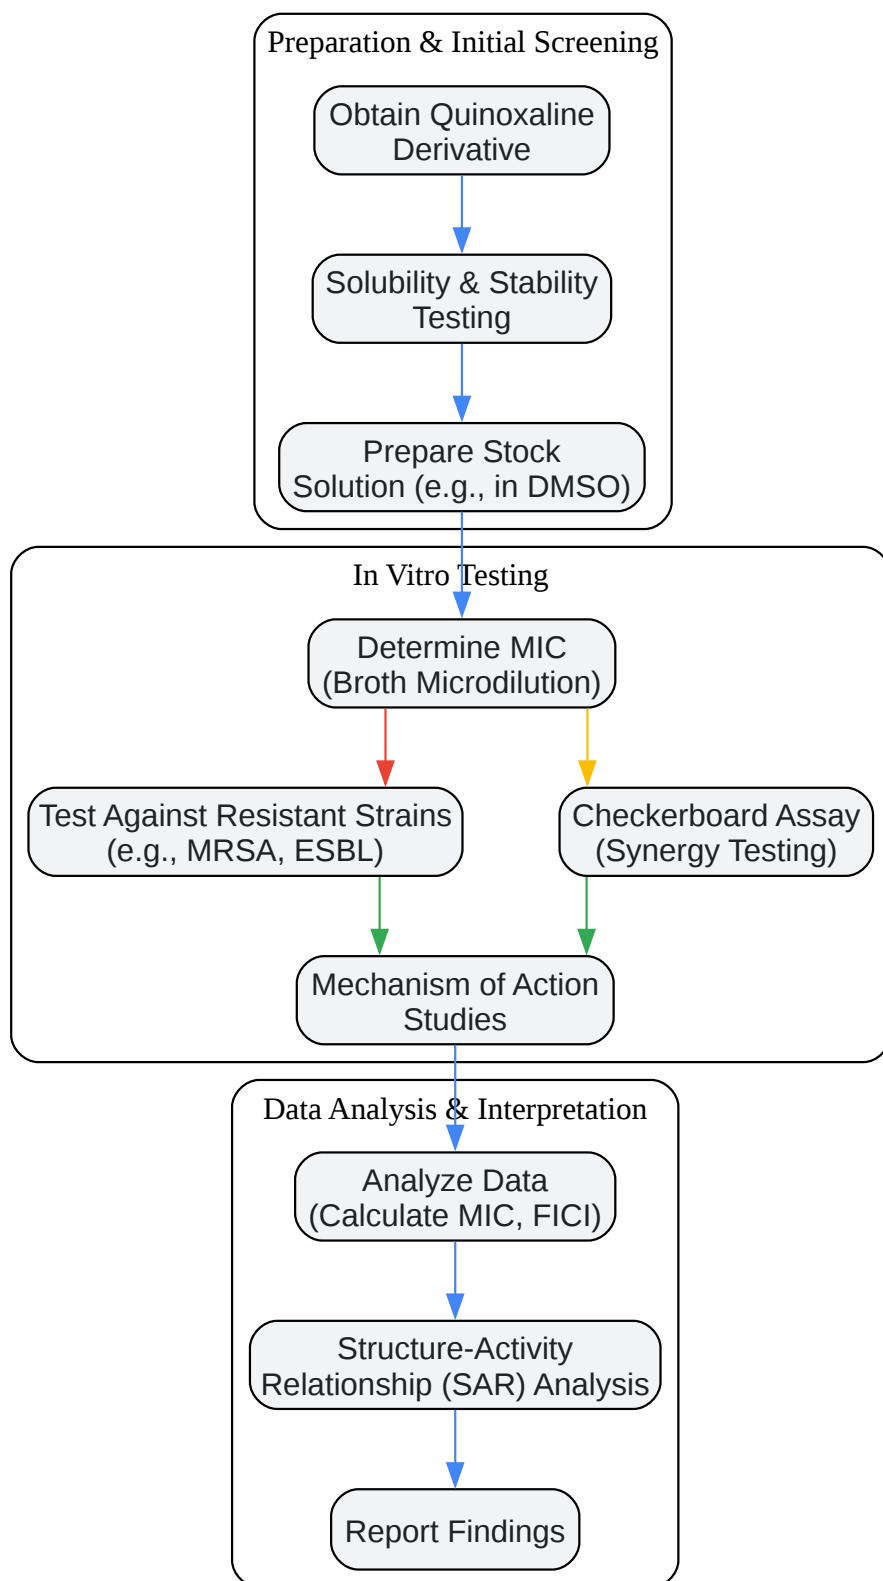 Preparation & Initial Screening
Obtain Quinoxaline
Derivative
Solubility & Stability
Testing
Prepare Stock
Solution (e.g., in DMSO)
In Vitro Testing
Determine MIC
(Broth Microdilution)
Test Against Resistant Strains
(e.g., MRSA, ESBL)
Checkerboard Assay
(Synergy Testing)
Mechanism of Action
Studies
Data Analysis & Interpretation
Analyze Data
(Calculate MIC, FICI)
Structure-Activity
Relationship (SAR) Analysis
Report Findings